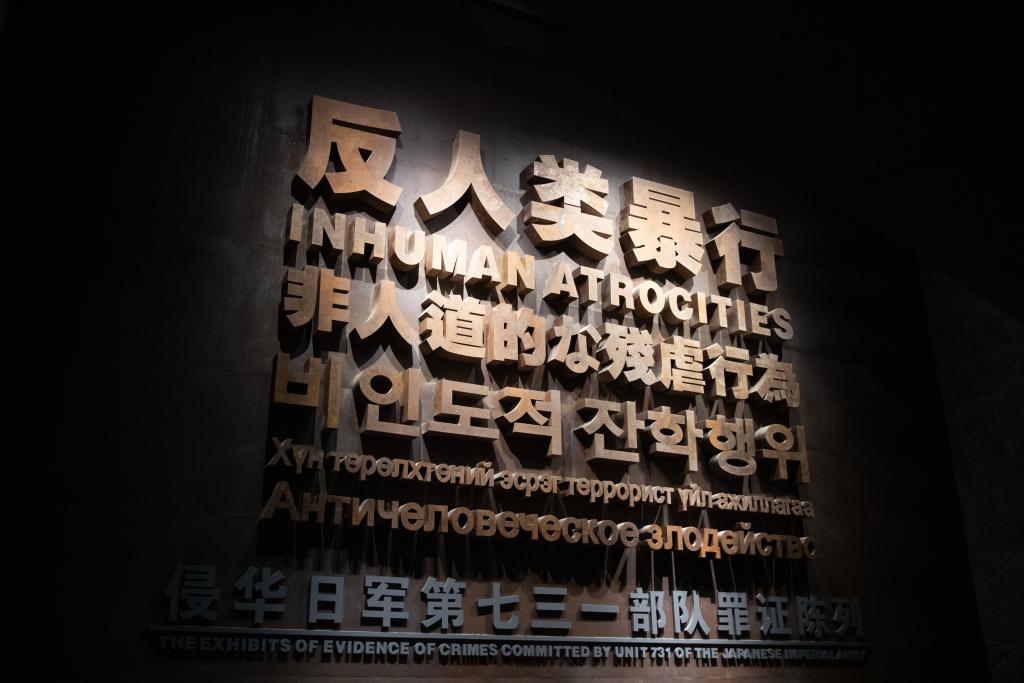 反人类暴行
INHUMAN ATROCITIES
非人道的な残虐行為
비인도적 잔학행위
Хүн төрөлхтөний эсрэг террорист үйл ажиллагаа
Античеловеческое злодейство
侵华日军第七三一部队罪证陈列
THE EXHIBITS OF EVIDENCE OF CRIMES COMMITTED BY UNIT 731 OF THE JAPANESE IMPERIAL ARMY